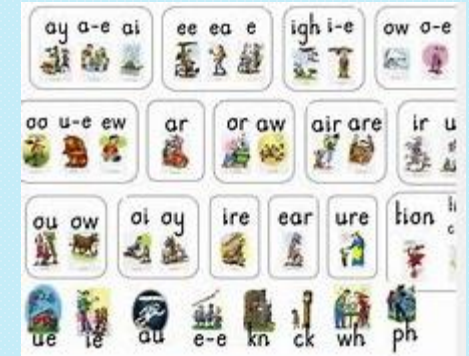 ay a-e ai ee ea e igh i-e ow o-e
oo u-e ew ar or aw air are ir u
ou ow oi oy ire ear ure tion
ue ie au e-e kn ck wh ph